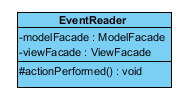 EventReader
-modelFacade : ModelFacade
-viewFacade : ViewFacade
#actionPerformed() : void